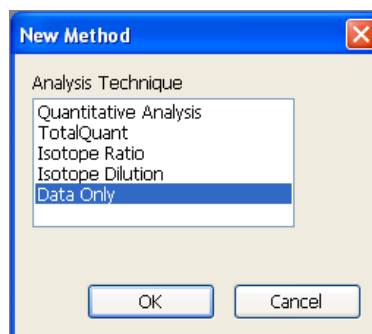 New Method
Analysis Technique
Quantitative Analysis
TotalQuant
Isotope Ratio
Isotope Dilution
Data Only
OK
Cancel